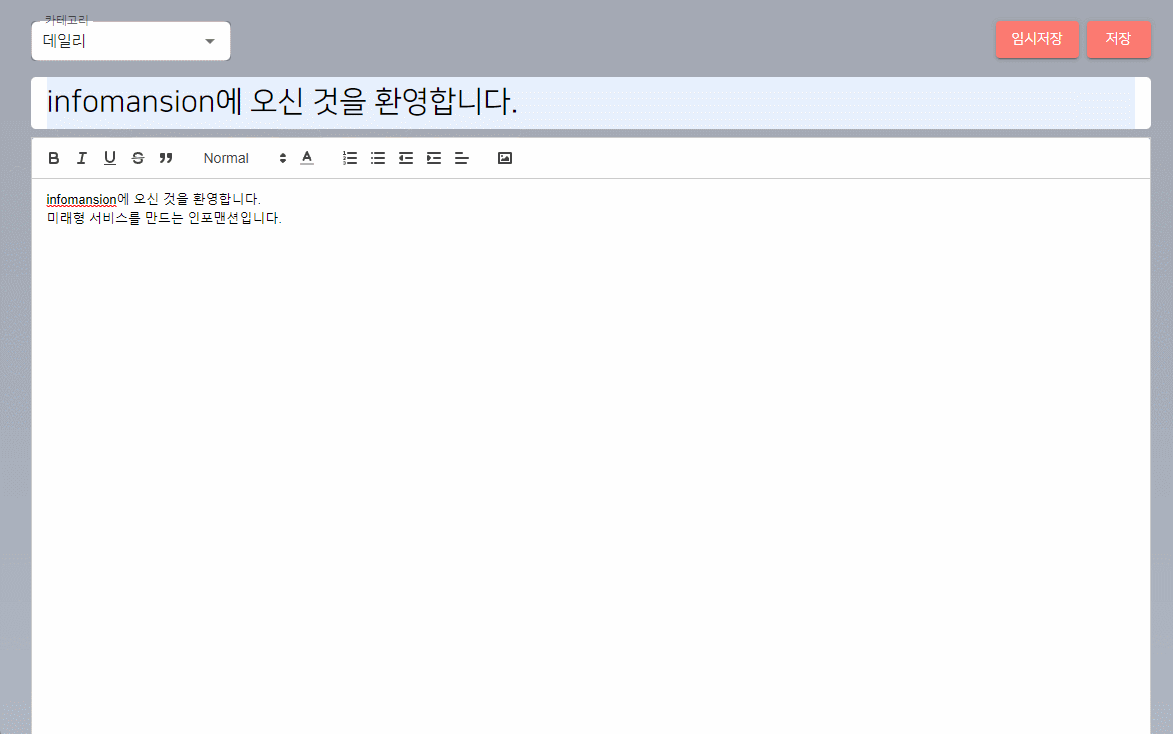 카테고리
데일리
임시저장
저장
infomansion에 오신 것을 환영합니다.
Normal
infomansion에 오신 것을 환영합니다.
미래형 서비스를 만드는 인포맨션입니다.